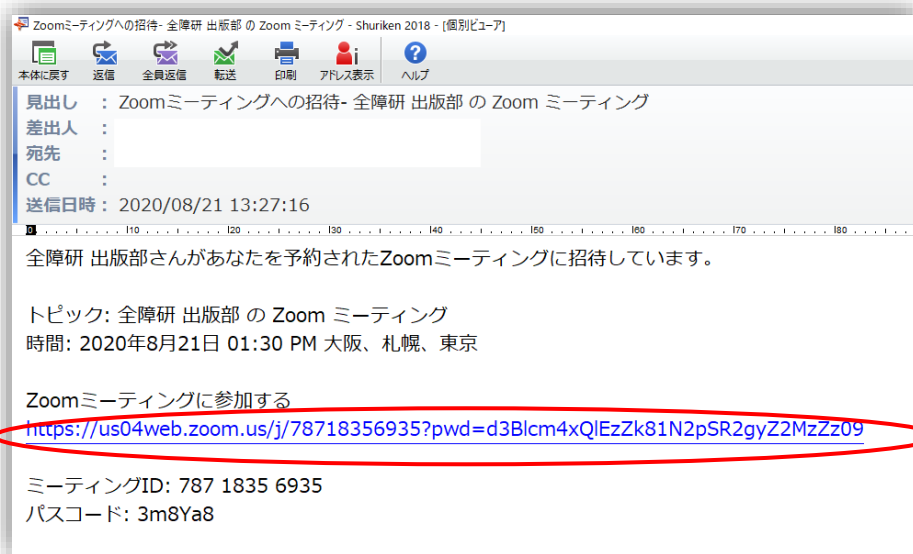 Zoomミーティングへの招待- 全障研 出版部 の Zoom ミーティング - Shuriken 2018 - [個別ビューア]
本体に戻す 返信 全員返信 転送 印刷 アドレス表示 ヘルプ
見出し : Zoomミーティングへの招待- 全障研 出版部 の Zoom ミーティング
差出人 :
宛先 :
CC :
送信日時 : 2020/08/21 13:27:16
0 10 20 30 40 50 60 70 80
全障研 出版部さんがあなたを予約されたZoomミーティングに招待しています。
トピック: 全障研 出版部 の Zoom ミーティング
時間: 2020年8月21日 01:30 PM 大阪、札幌、東京
Zoomミーティングに参加する
https://us04web.zoom.us/j/78718356935?pwd=d3Blcm4xQlEzZk81N2pSR2gyZ2MzZz09
ミーティングID: 787 1835 6935
パスコード: 3m8Ya8